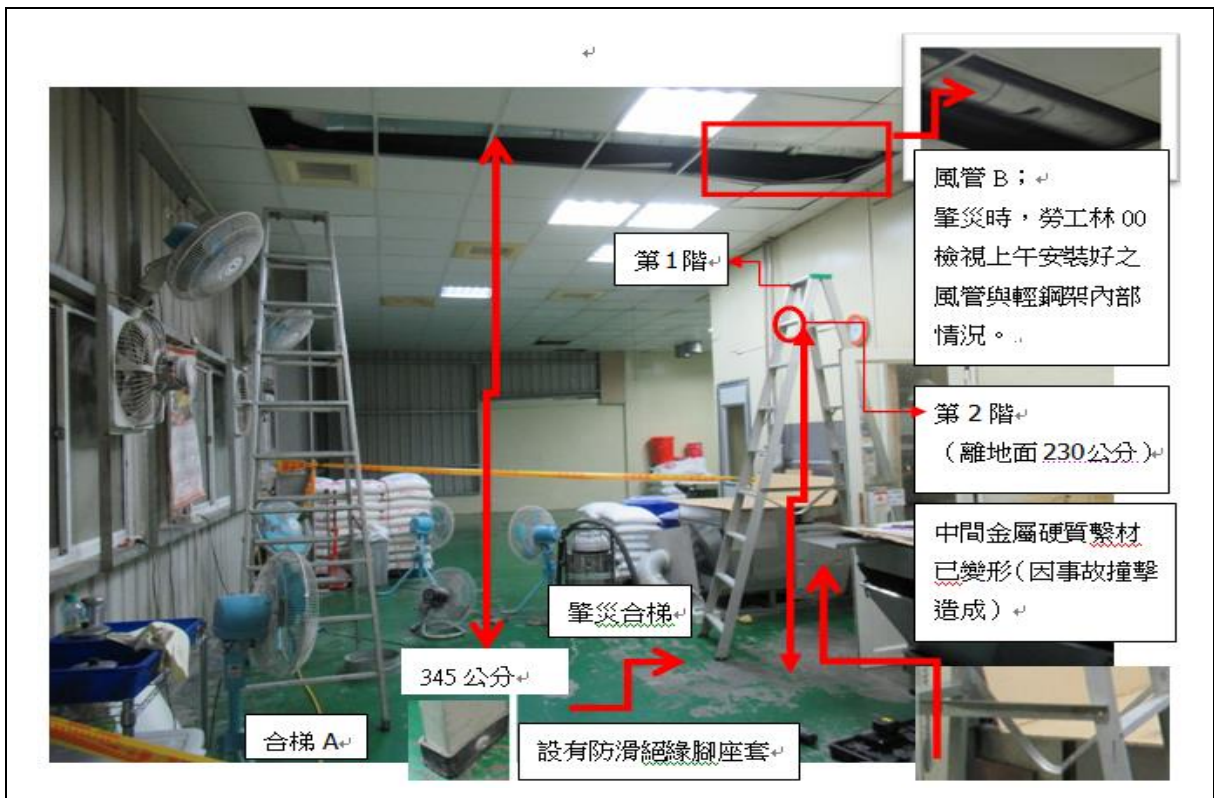 風管 B；
肇災時，勞工林 00
檢視上午安裝好之
風管與輕鋼架內部
情況。
第 1 階
第 2 階
（離地面 230 公分）
中間金屬硬質繫材
已變形（因事故撞擊
造成）
肇災合梯
345 公分
合梯 A
設有防滑絕緣腳座套